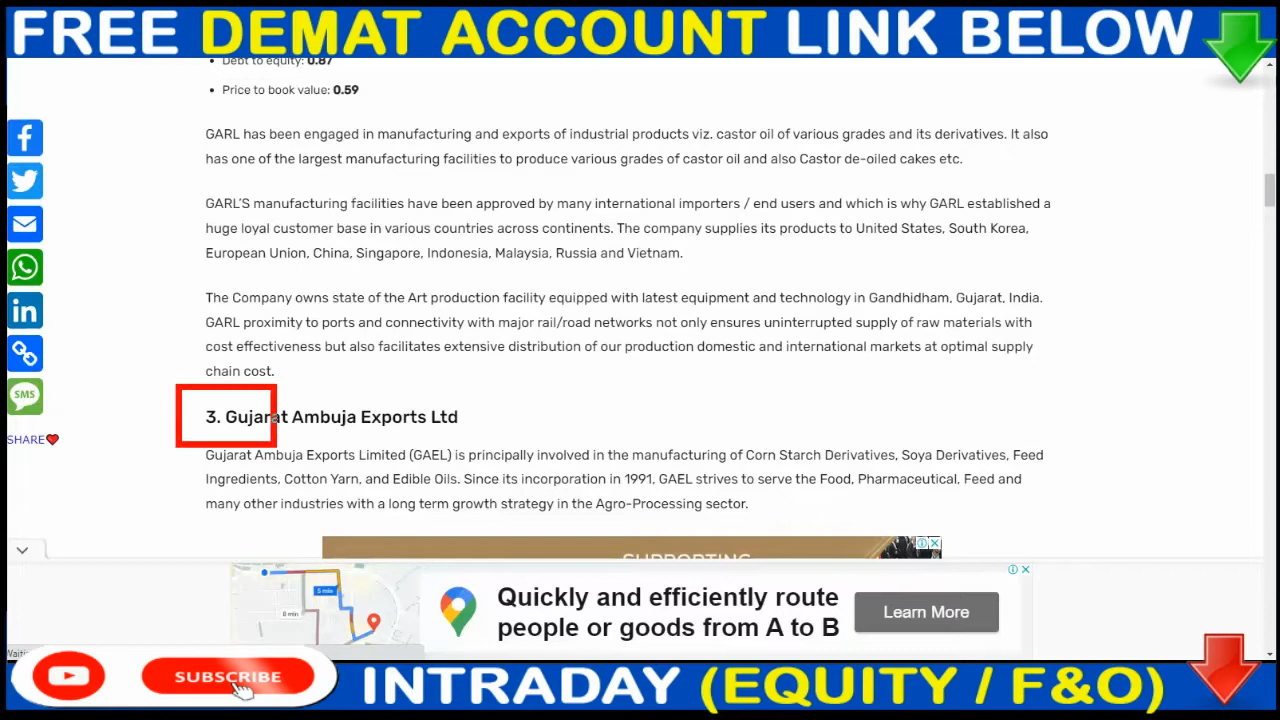 FREE DEMAT ACCOUNT LINK BELOW
• Debt to equity: 0.87
• Price to book value: 0.59
GARL has been engaged in manufacturing and exports of industrial products viz. castor oil of various grades and its derivatives. It also
has one of the largest manufacturing facilities to produce various grades of castor oil and also Castor de-oiled cakes etc.
GARL'S manufacturing facilities have been approved by many international importers / end users and which is why GARL established a
huge loyal customer base in various countries across continents. The company supplies its products to United States, South Korea,
European Union, China, Singapore, Indonesia, Malaysia, Russia and Vietnam.
The Company owns state of the Art production facility equipped with latest equipment and technology in Gandhidham, Gujarat, India.
GARL proximity to ports and connectivity with major rail/road networks not only ensures uninterrupted supply of raw materials with
cost effectiveness but also facilitates extensive distribution of our production domestic and international markets at optimal supply
chain cost.
SMS
3. Gujarat Ambuja Exports Ltd
SHARE
Gujarat Ambuja Exports Limited (GAEL) is principally involved in the manufacturing of Corn Starch Derivatives, Soya Derivatives, Feed
Ingredients, Cotton Yarn, and Edible Oils. Since its incorporation in 1991, GAEL strives to serve the Food, Pharmaceutical, Feed and
many other industries with a long term growth strategy in the Agro-Processing sector.
SUPPORTING
5 min
8 min
Quickly and efficiently route
people or goods from A to B
Learn More
SUBSCRIBE
INTRADAY (EQUITY / F&O)